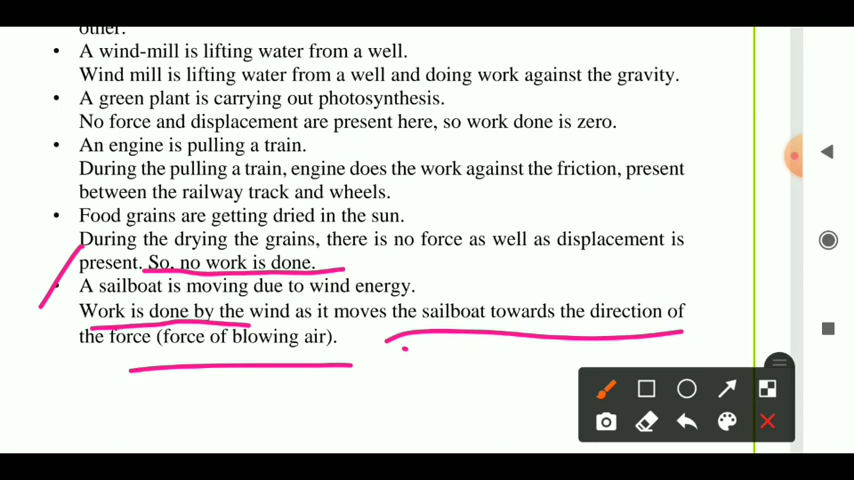 other.
• A wind-mill is lifting water from a well.
Wind mill is lifting water from a well and doing work against the gravity.
• A green plant is carrying out photosynthesis.
No force and displacement are present here, so work done is zero.
• An engine is pulling a train.
During the pulling a train, engine does the work against the friction, present
between the railway track and wheels.
• Food grains are getting dried in the sun.
During the drying the grains, there is no force as well as displacement is
present. So, no work is done.
• A sailboat is moving due to wind energy.
Work is done by the wind as it moves the sailboat towards the direction of
the force (force of blowing air).